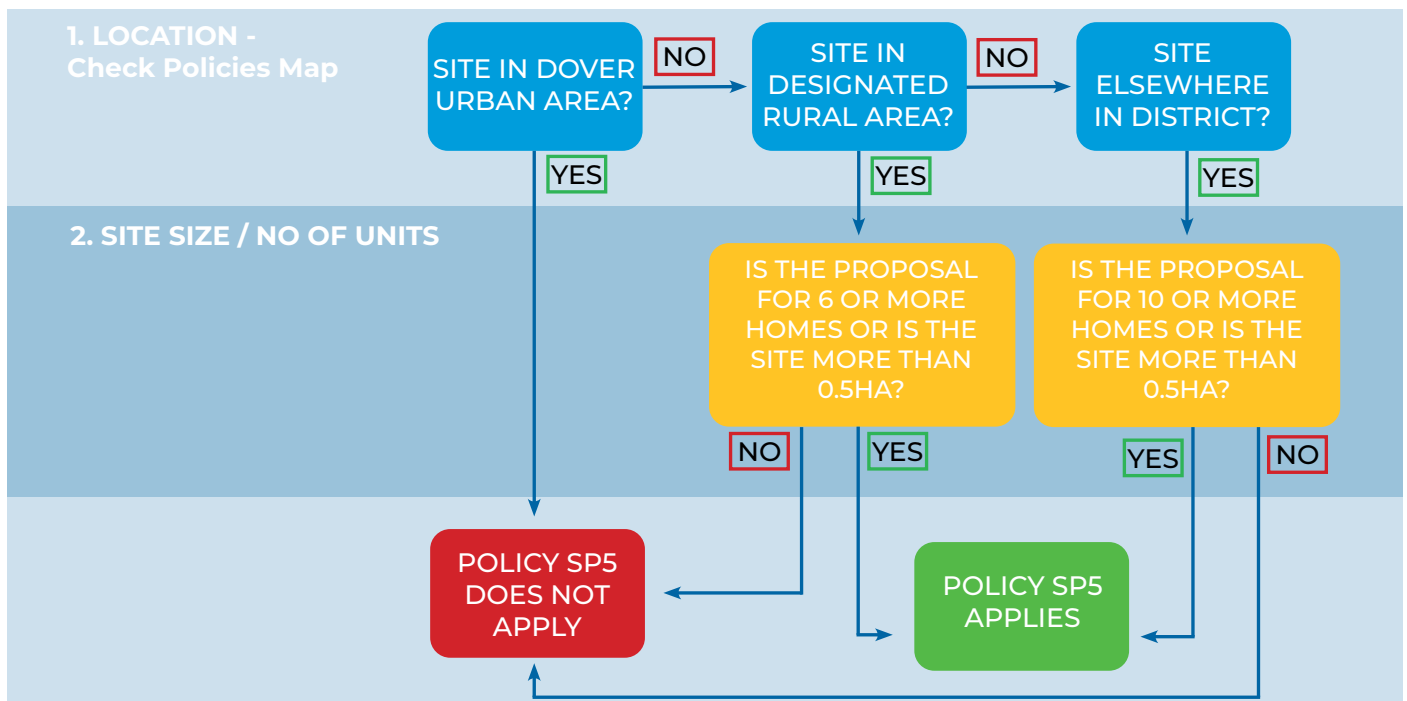 1. LOCATION -
Check Policies Map
SITE IN DOVER
URBAN AREA?
NO
SITE IN
DESIGNATED
RURAL AREA?
NO
SITE
ELSEWHERE
IN DISTRICT?
YES
YES
YES
2. SITE SIZE / NO OF UNITS
IS THE PROPOSAL
FOR 6 OR MORE
HOMES OR IS THE
SITE MORE THAN
0.5HA?
IS THE PROPOSAL
FOR 10 OR MORE
HOMES OR IS THE
SITE MORE THAN
0.5HA?
NO
YES
YES
NO
POLICY SP5
DOES NOT
APPLY
POLICY SP5
APPLIES